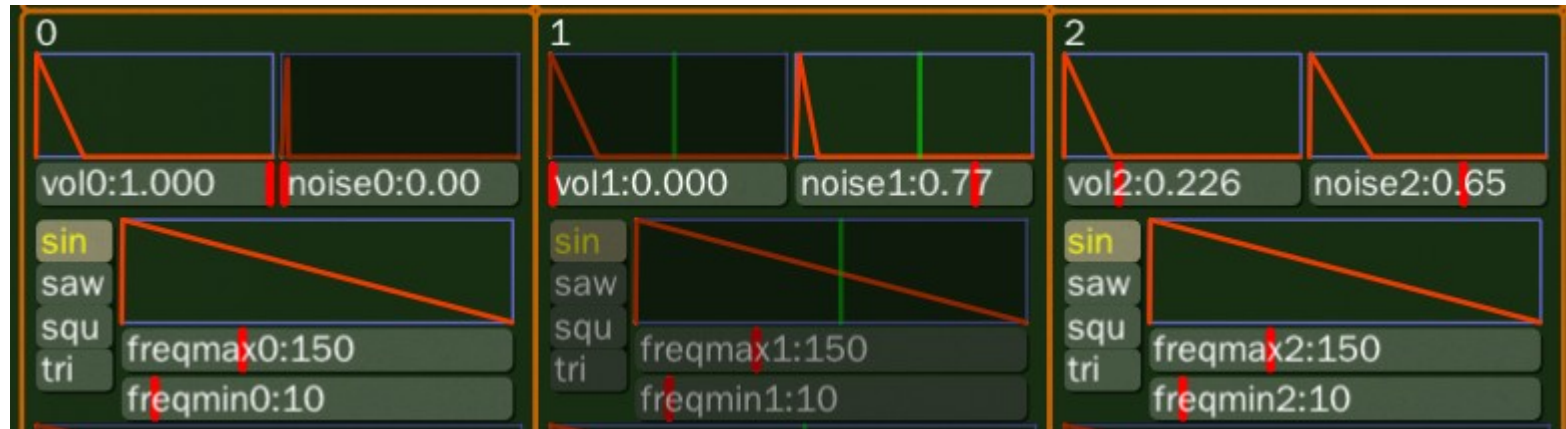 0
vol0:1.000
noise0:0.00
sin
saw
squ
tri
freqmax0:150
freqmin0:10
1
vol1:0.000
noise1:0.77
sin
saw
squ
tri
freqmax1:150
freqmin1:10
2
vol2:0.226
noise2:0.65
sin
saw
squ
tri
freqmax2:150
freqmin2:10